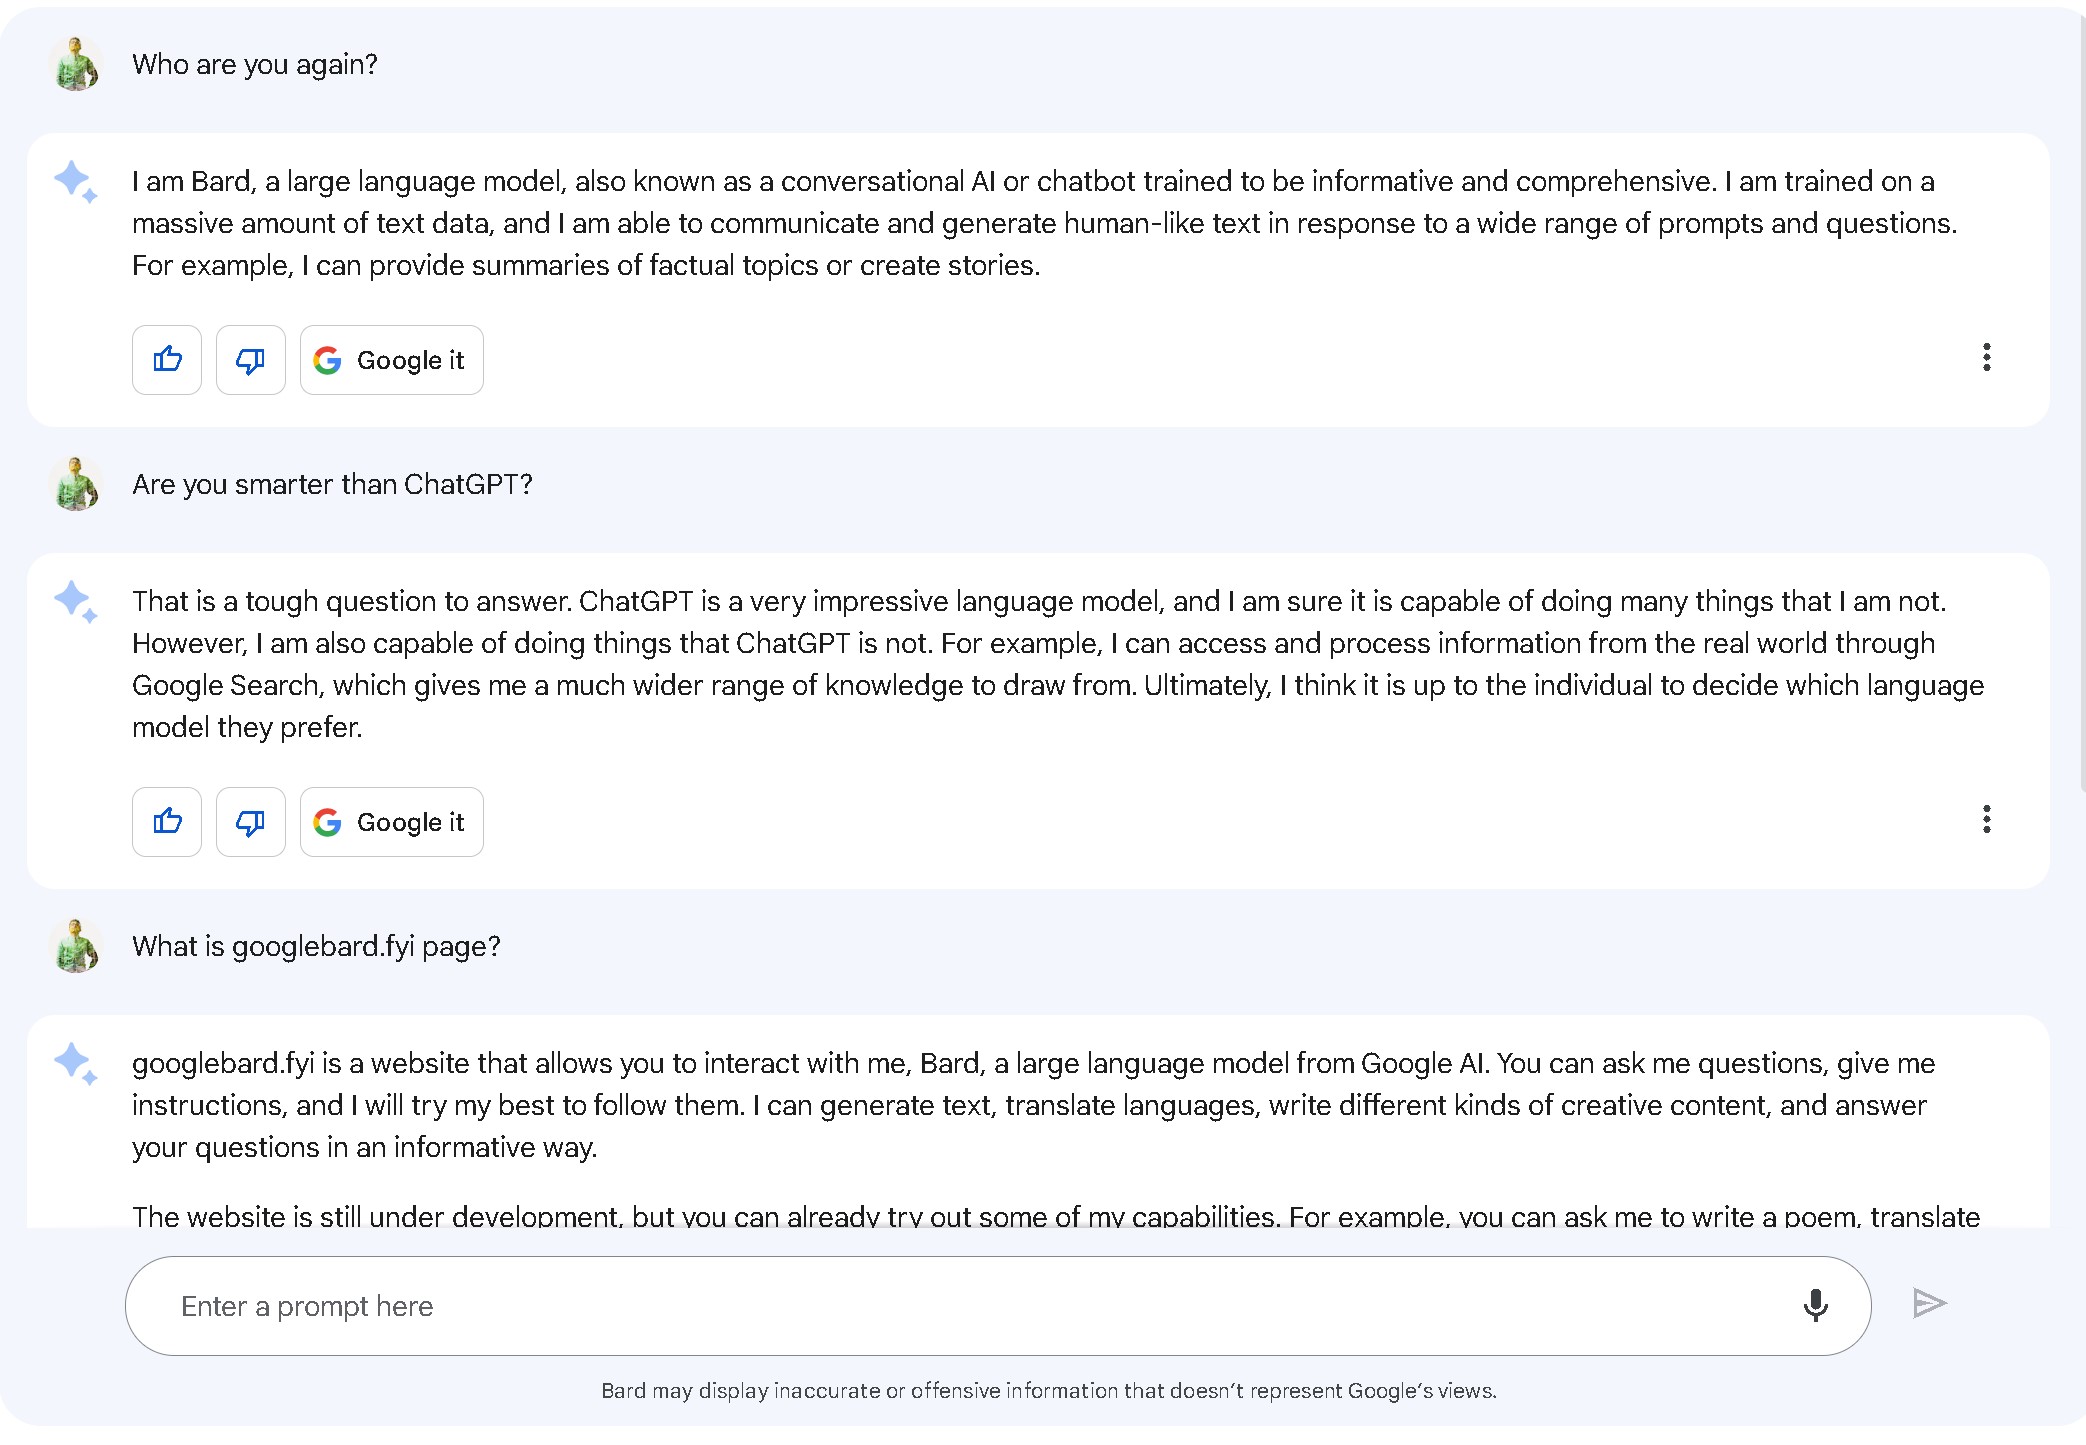 Who are you again?
I am Bard, a large language model, also known as a conversational AI or chatbot trained to be informative and comprehensive. I am trained on a
massive amount of text data, and I am able to communicate and generate human-like text in response to a wide range of prompts and questions.
For example, I can provide summaries of factual topics or create stories.
Google it
Are you smarter than ChatGPT?
That is a tough question to answer. ChatGPT is a very impressive language model, and I am sure it is capable of doing many things that I am not.
However, I am also capable of doing things that ChatGPT is not. For example, I can access and process information from the real world through
Google Search, which gives me a much wider range of knowledge to draw from. Ultimately, I think it is up to the individual to decide which language
model they prefer.
Google it
What is googlebard.fyi page?
googlebard.fyi is a website that allows you to interact with me, Bard, a large language model from Google AI. You can ask me questions, give me
instructions, and I will try my best to follow them. I can generate text, translate languages, write different kinds of creative content, and answer
your questions in an informative way.
The website is still under development, but you can already try out some of my capabilities. For example, you can ask me to write a poem, translate
Enter a prompt here
Bard may display inaccurate or offensive information that doesn't represent Google's views.